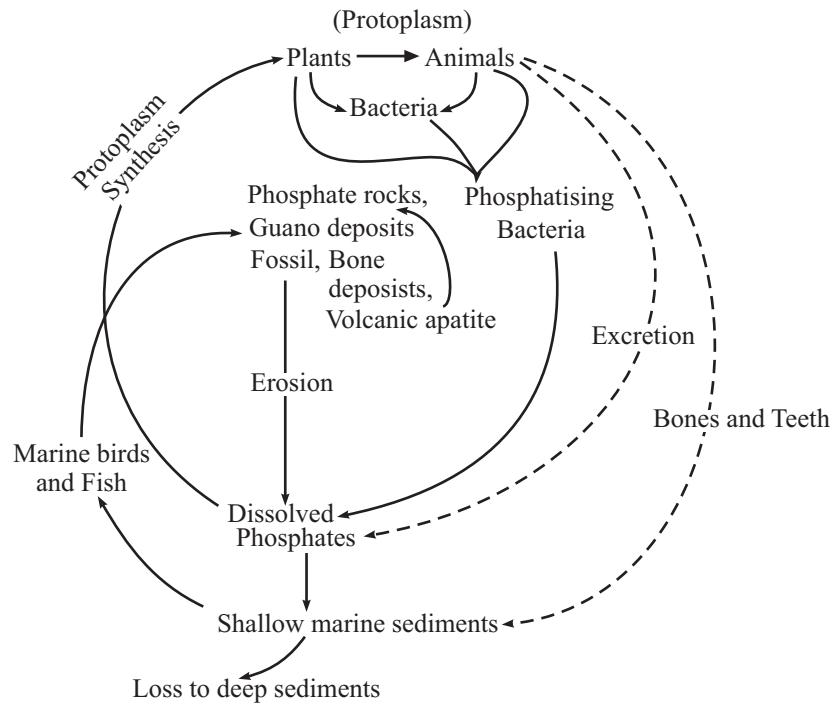 (Protoplasm)
Plants
Animals
Bacteria
Protoplasm
Synthesis
Phosphate rocks,
Guano deposits
Fossil, Bone
deposists,
Volcanic apatite
Phosphatising
Bacteria
Excretion
Erosion
Bones and Teeth
Marine birds
and Fish
Dissolved
Phosphates
Shallow marine sediments
Loss to deep sediments